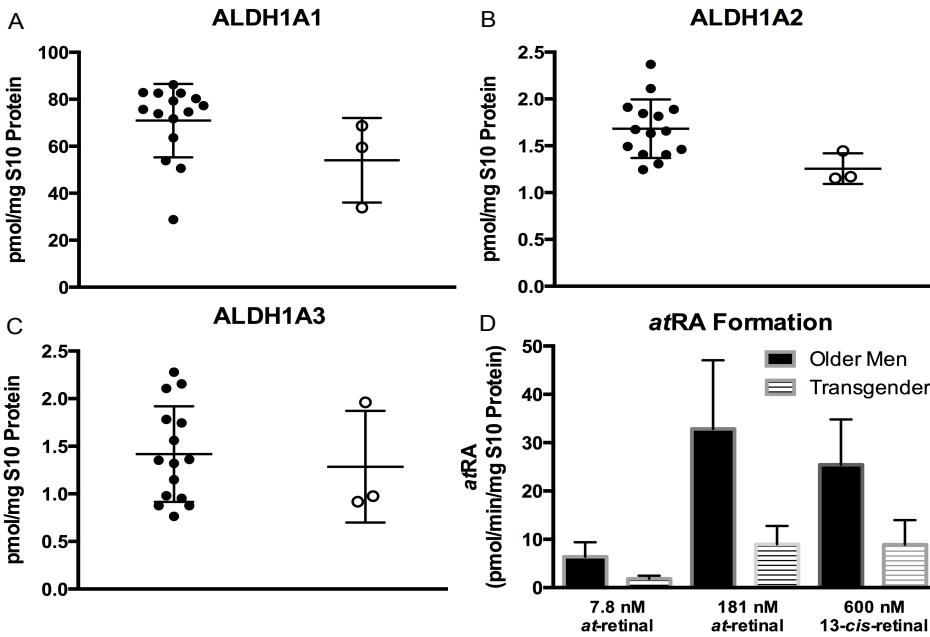 A
ALDH1A1
pmol/mg S10 Protein
100
80
60
40
20
0
B
ALDH1A2
pmol/mg S10 Protein
2.5
2.0
1.5
1.0
0.5
0.0
C
ALDH1A3
pmol/mg S10 Protein
2.5
2.0
1.5
1.0
0.5
0.0
D
atRA Formation
atRA
(pmol/min/mg S10 Protein)
50
40
30
20
10
0
Older Men
Transgender
7.8 nM
at-retinal
181 nM
at-retinal
600 nM
13-cis-retinal